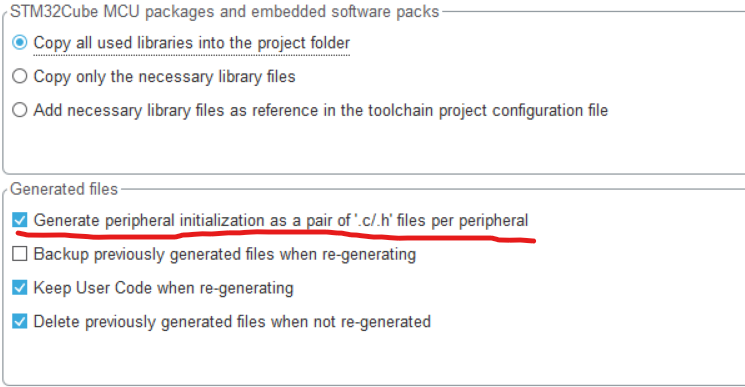 STM32Cube MCU packages and embedded software packs
Copy all used libraries into the project folder
Copy only the necessary library files
Add necessary library files as reference in the toolchain project configuration file
Generated files
Generate peripheral initialization as a pair of '.c/.h' files per peripheral
Backup previously generated files when re-generating
Keep User Code when re-generating
Delete previously generated files when not re-generated